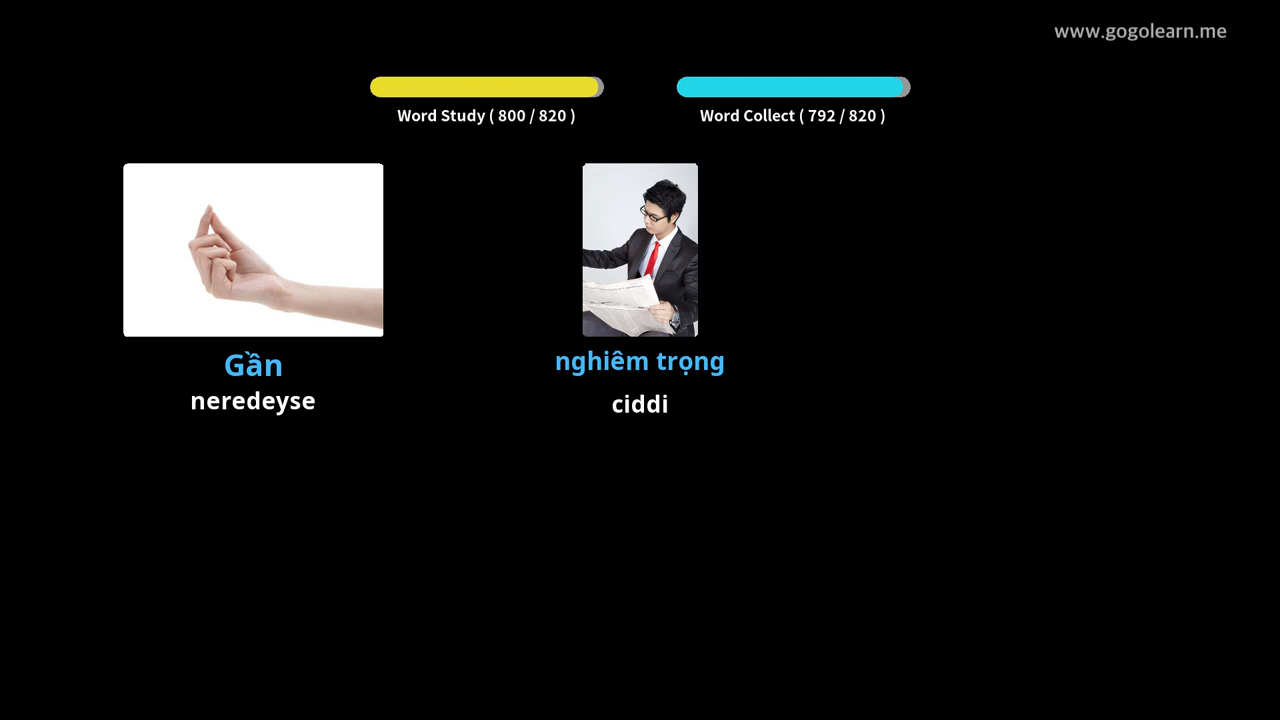 www.gogolearn.me
Word Study ( 800 / 820 )
Word Collect ( 792 / 820 )
Gần
neredeyse
nghiêm trọng
ciddi